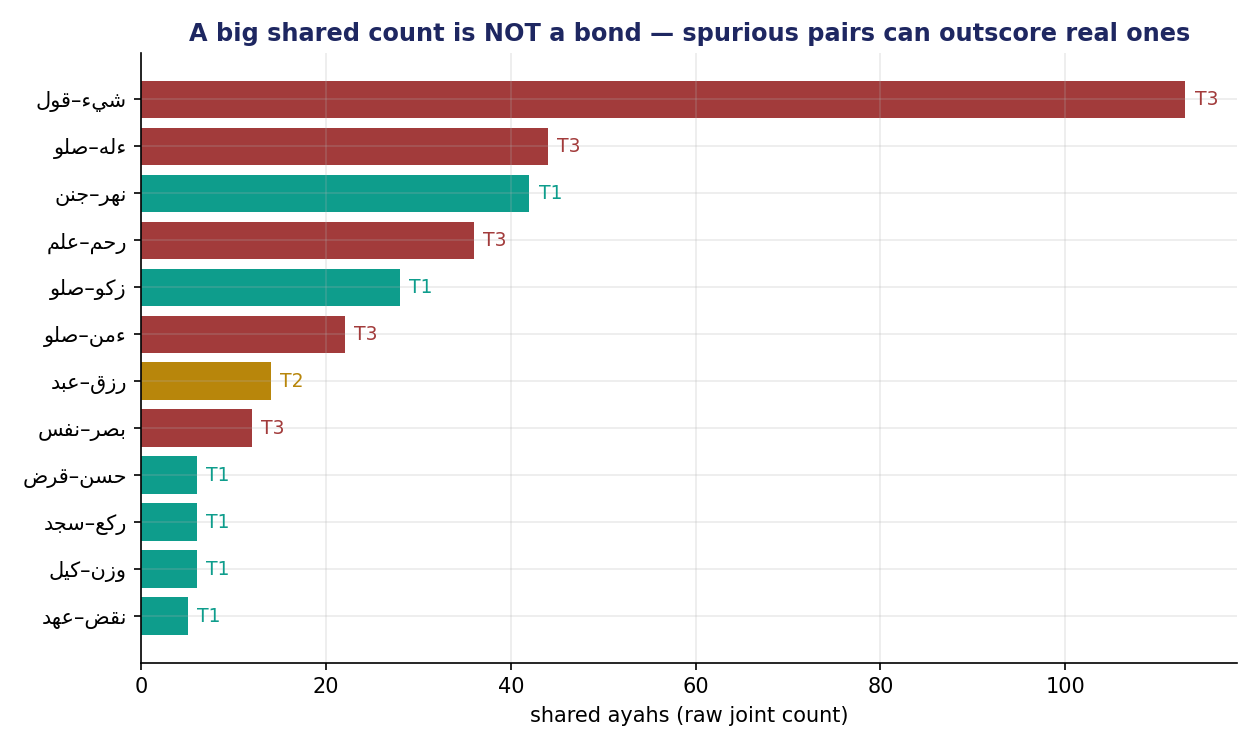 A big shared count is NOT a bond — spurious pairs can outscore real ones
شيء–قول T3
ءله–صلو T3
نهر–جنن T1
رحم–علم T3
زكو–صلو T1
ءمن–صلو T3
رزق–عبد T2
بصر–نفس T3
حسن–قرض T1
ركع–سجد T1
وزن–كيل T1
نقض–عهد T1
0 20 40 60 80 100
shared ayahs (raw joint count)